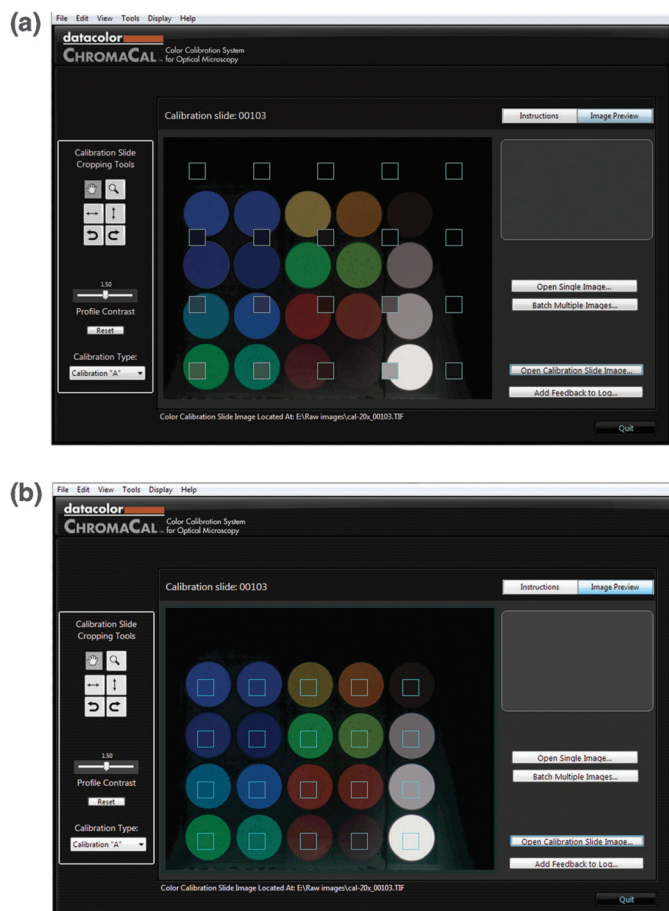 (a)
File Edit View Tools Display Help
datacolor
CHROMACAL™ Color Calibration System
for Optical Microscopy
Calibration slide: 00103
Instructions Image Preview
Calibration Slide
Cropping Tools
1.50
Profile Contrast
Reset
Calibration Type:
Calibration "A"
Open Single Image...
Batch Multiple Images...
Open Calibration Slide Image...
Add Feedback to Log...
Color Calibration Slide Image Located At: E:\Raw images\cal-20x_00103.TIF
Quit
(b)
File Edit View Tools Display Help
datacolor
CHROMACAL™ Color Calibration System
for Optical Microscopy
Calibration slide: 00103
Instructions Image Preview
Calibration Slide
Cropping Tools
1.50
Profile Contrast
Reset
Calibration Type:
Calibration "A"
Open Single Image...
Batch Multiple Images...
Open Calibration Slide Image...
Add Feedback to Log...
Color Calibration Slide Image Located At: E:\Raw images\cal-20x_00103.TIF
Quit